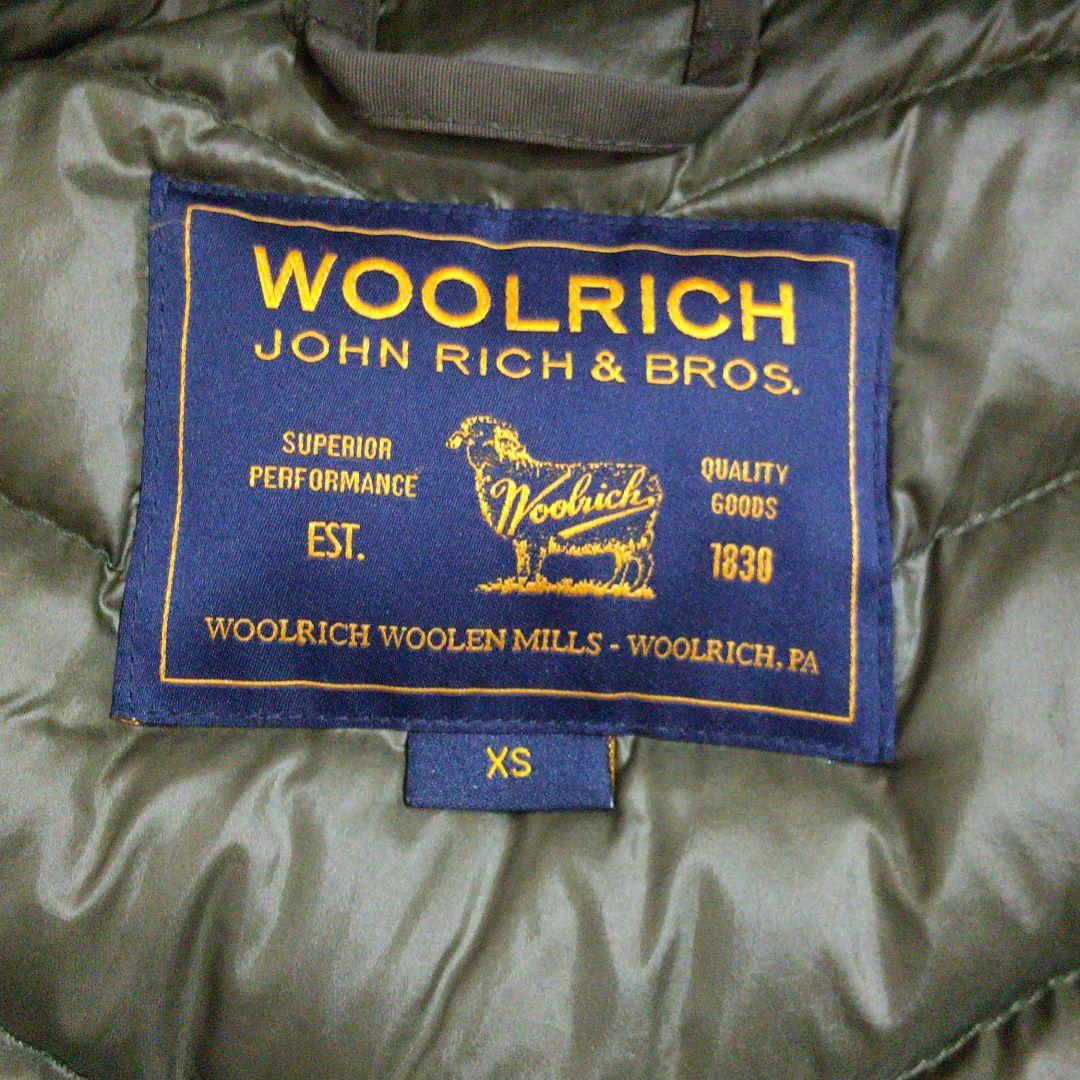 WOOLRICH
JOHN RICH & BROS.
SUPERIOR
PERFORMANCE
EST.
Woolrich
QUALITY
GOODS
1830
WOOLRICH WOOLEN MILLS - WOOLRICH, PA
XS